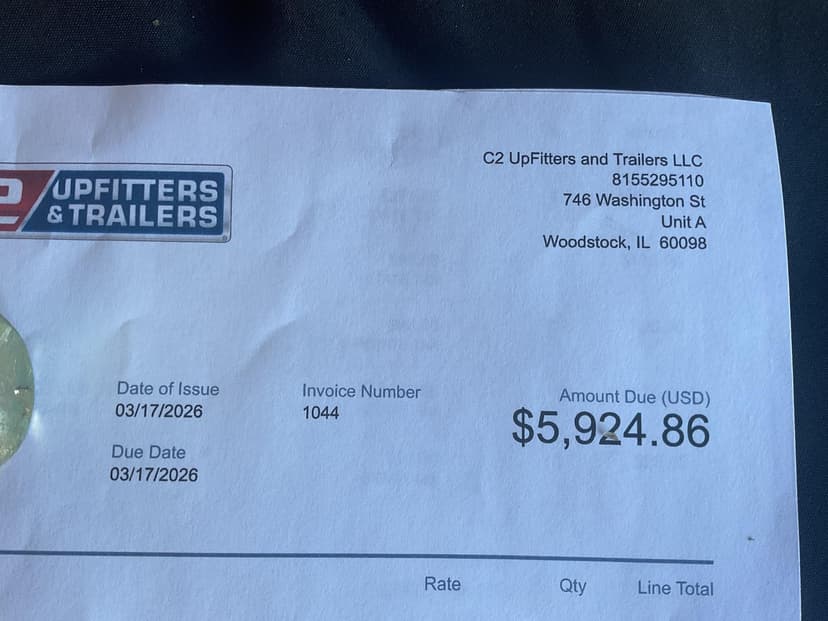 2 UPFITTERS
& TRAILERS
C2 UpFitters and Trailers LLC
8155295110
746 Washington St
Unit A
Woodstock, IL 60098
Date of Issue
03/17/2026
Due Date
03/17/2026
Invoice Number
1044
Amount Due (USD)
$5,924.86
Rate Qty Line Total